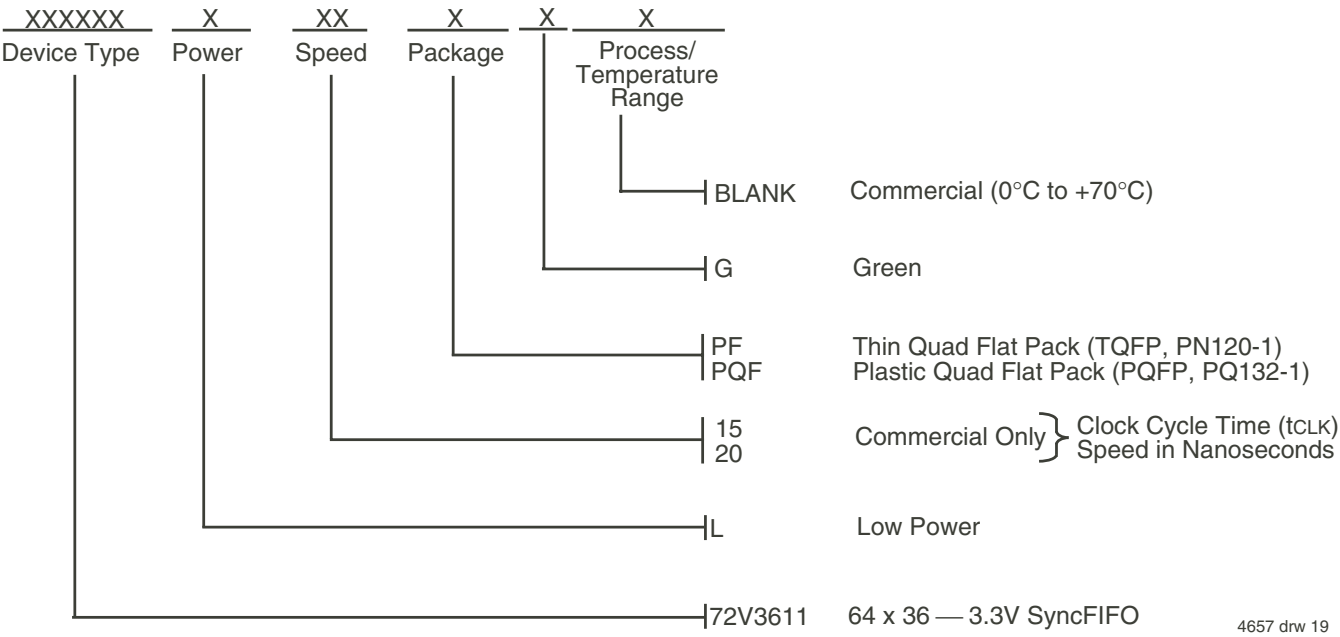 XXXXXX X XX X X X
Device Type Power Speed Package Process/
Temperature
Range
BLANK Commercial (0°C to +70°C)
G Green
PF Thin Quad Flat Pack (TQFP, PN120-1)
PQF Plastic Quad Flat Pack (PQFP, PQ132-1)
15
20
Commercial Only
Clock Cycle Time (tCLK)
Speed in Nanoseconds
L Low Power
72V3611 64 x 36 — 3.3V SyncFIFO
4657 drw 19